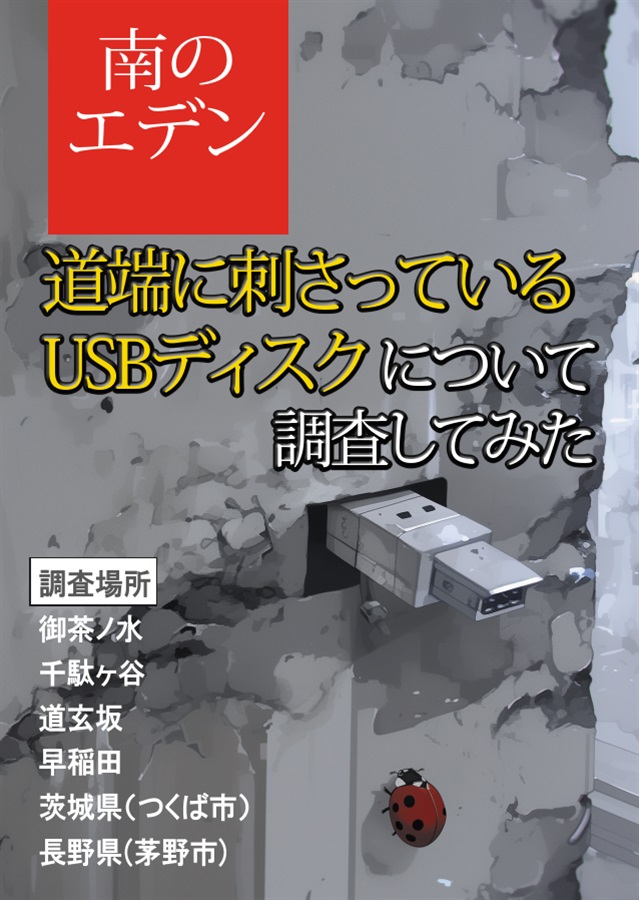 南の
エデン
道端に刺さっている
USBディスクについて
調査してみた
調査場所
御茶ノ水
千駄ヶ谷
道玄坂
早稲田
茨城県（つくば市）
長野県(茅野市)